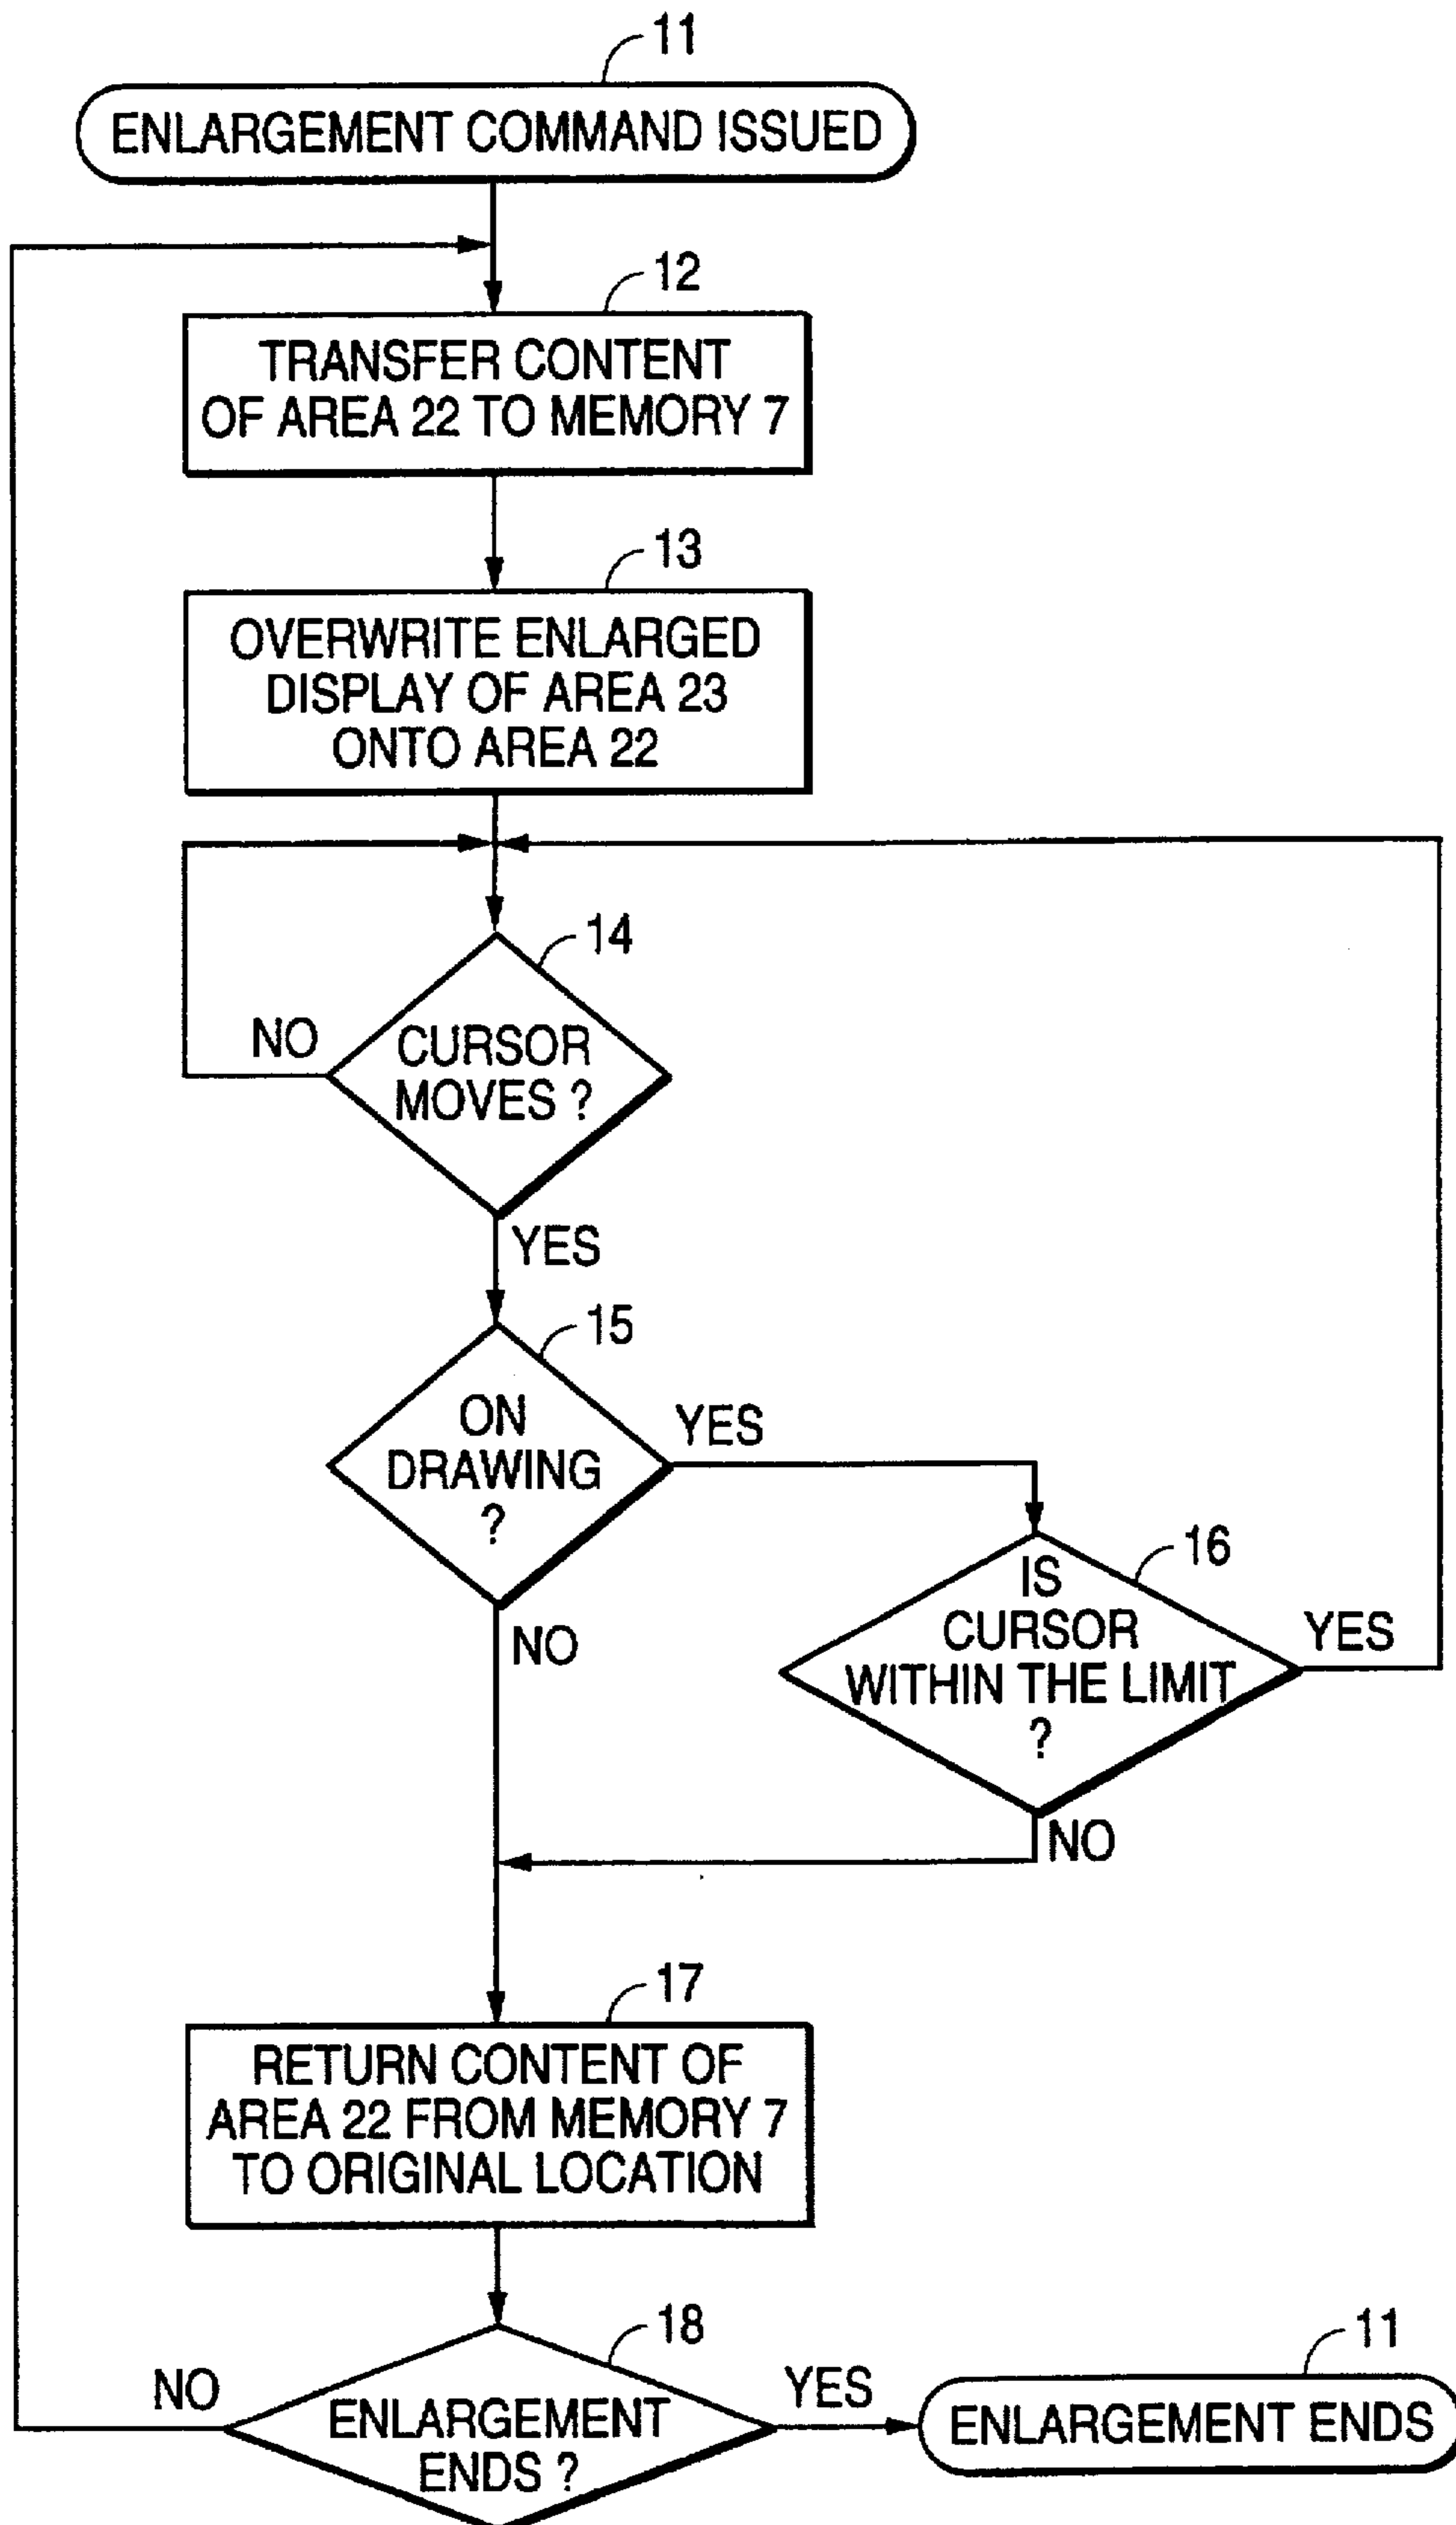 11
ENLARGEMENT COMMAND ISSUED
12
TRANSFER CONTENT
OF AREA 22 TO MEMORY 7
13
OVERWRITE ENLARGED
DISPLAY OF AREA 23
ONTO AREA 22
14
NO
CURSOR
MOVES ?
YES
15
ON
DRAWING
?
YES
NO
16
IS
CURSOR
WITHIN THE LIMIT
?
YES
NO
17
RETURN CONTENT OF
AREA 22 FROM MEMORY 7
TO ORIGINAL LOCATION
18
NO
ENLARGEMENT
ENDS ?
YES
11
ENLARGEMENT ENDS